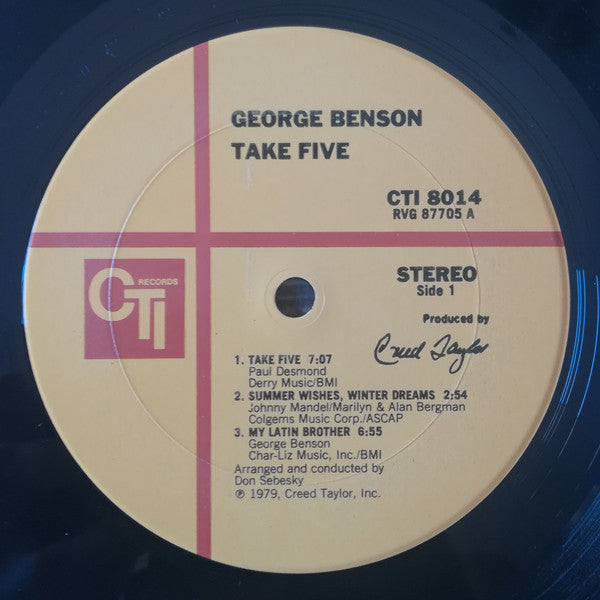 GEORGE BENSON
TAKE FIVE
CTI 8014
RVG 87705 A
CTI RECORDS
STEREO
Side 1
Produced by
Creed Taylor
1. TAKE FIVE 7:07
Paul Desmond
Derry Music/BMI
2. SUMMER WISHES, WINTER DREAMS 2:54
Johnny Mandel/Marilyn & Alan Bergman
Colgems Music Corp./ASCAP
3. MY LATIN BROTHER 6:55
George Benson
Char-Liz Music, Inc./BMI
Arranged and conducted by
Don Sebesky
℗ 1979, Creed Taylor, Inc.